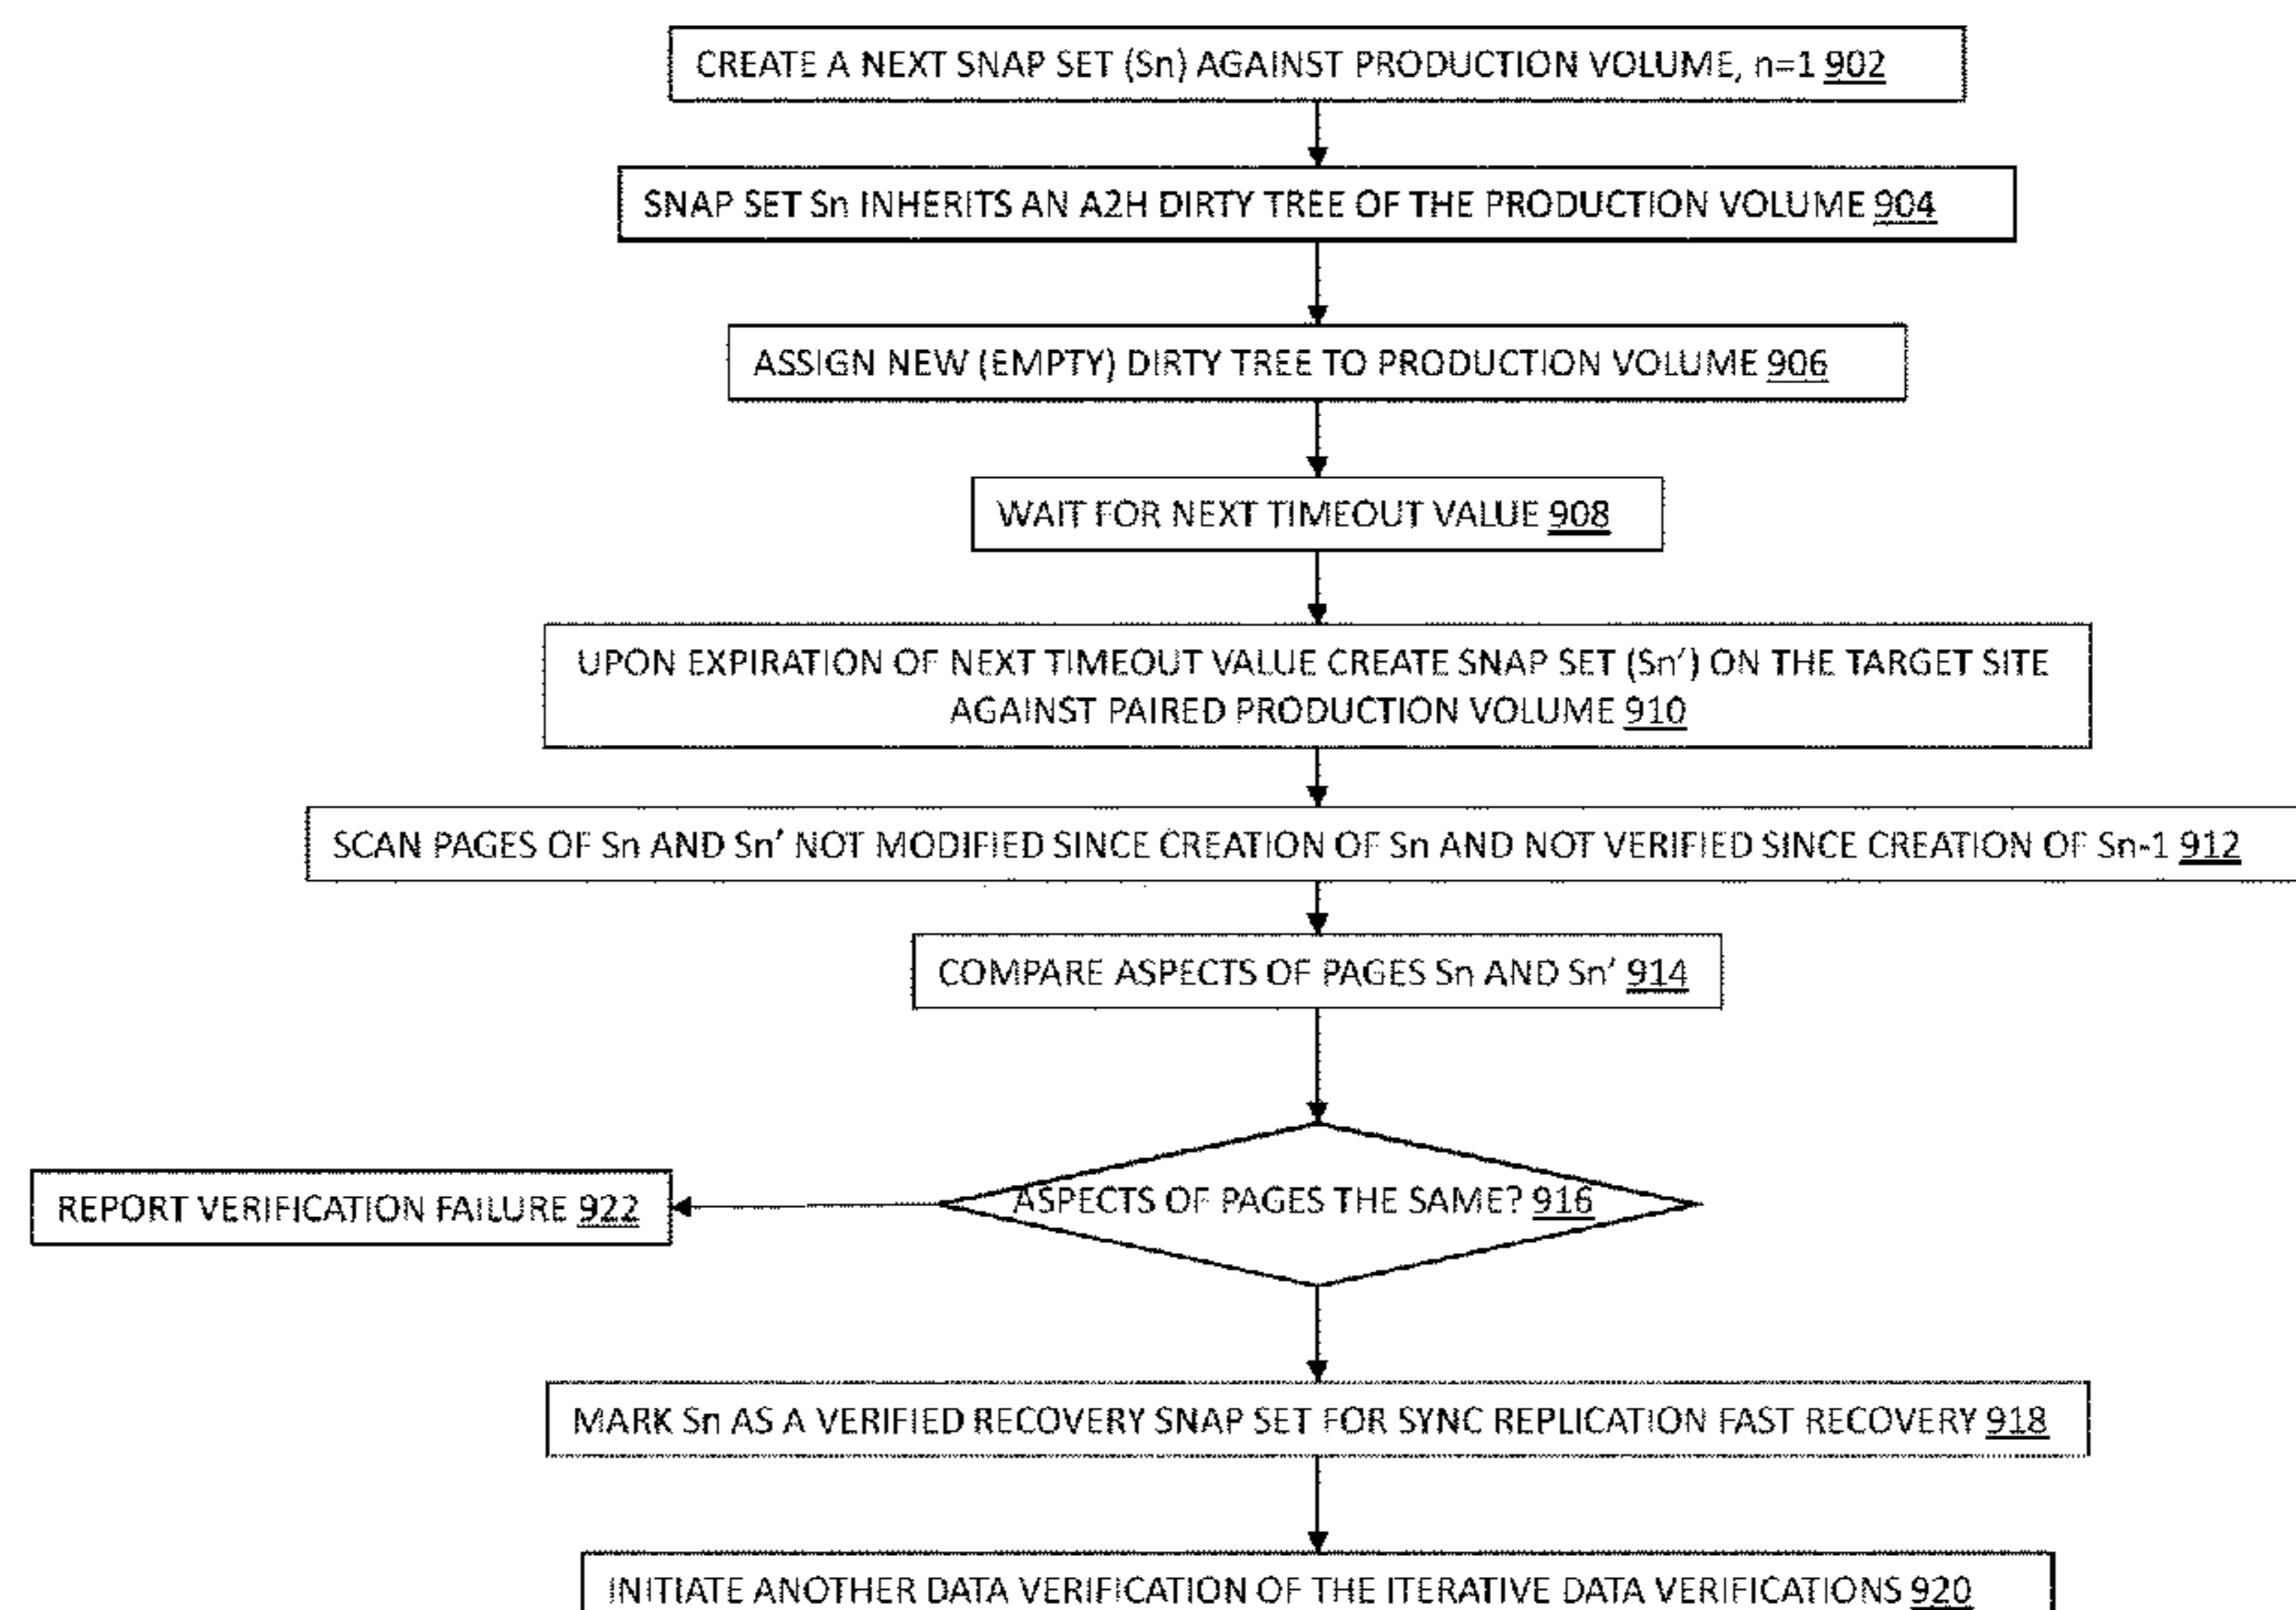 CREATE A NEXT SNAP SET (Sn) AGAINST PRODUCTION VOLUME, n=1 902
SNAP SET Sn INHERITS AN A2H DIRTY TREE OF THE PRODUCTION VOLUME 904
ASSIGN NEW (EMPTY) DIRTY TREE TO PRODUCTION VOLUME 906
WAIT FOR NEXT TIMEOUT VALUE 908
UPON EXPIRATION OF NEXT TIMEOUT VALUE CREATE SNAP SET (Sn’) ON THE TARGET SITE
AGAINST PAIRED PRODUCTION VOLUME 910
SCAN PAGES OF Sn AND Sn’ NOT MODIFIED SINCE CREATION OF Sn AND NOT VERIFIED SINCE CREATION OF Sn-1 912
COMPARE ASPECTS OF PAGES Sn AND Sn’ 914
ASPECTS OF PAGES THE SAME? 916
REPORT VERIFICATION FAILURE 922
MARK Sn AS A VERIFIED RECOVERY SNAP SET FOR SYNC REPLICATION FAST RECOVERY 918
INITIATE ANOTHER DATA VERIFICATION OF THE ITERATIVE DATA VERIFICATIONS 920